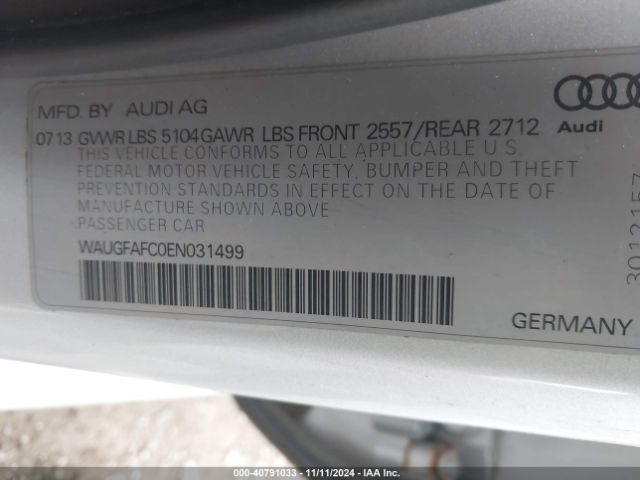 MFD. BY AUDI AG
07 13 GVWR LBS 5104 GAWR LBS FRONT 2557/REAR 2712
Audi
THIS VEHICLE CONFORMS TO ALL APPLICABLE U S
FEDERAL MOTOR VEHICLE SAFETY, BUMPER AND THEFT
PREVENTION STANDARDS IN EFFECT ON THE DATE OF
MANUFACTURE SHOWN ABOVE
PASSENGER CAR
WAUGFAFC0EN031499
GERMANY
3012157
000-40791033 - 11/11/2024 - IAA Inc.